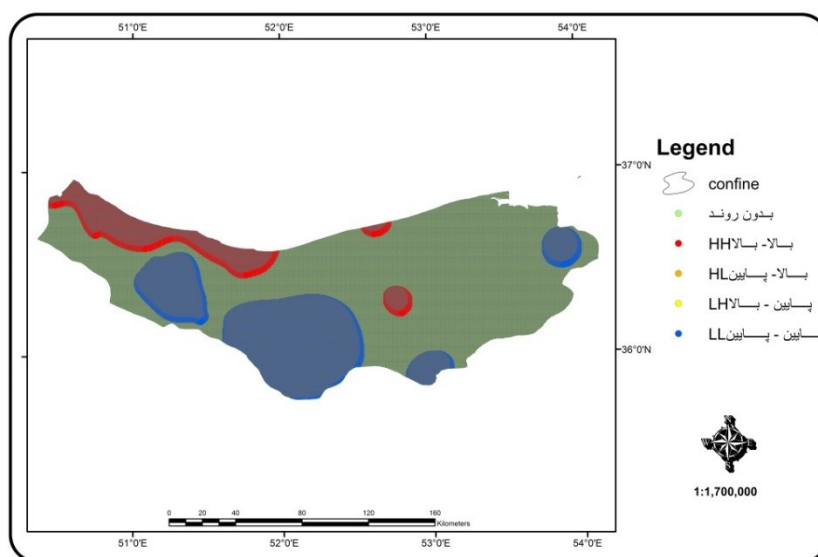 51°0'E 52°0'E 53°0'E 54°0'E
37°0'N
36°0'N
Legend
confine
بدون روند
بالا- بالاHH
بالا- پایینHL
پایین - بالاLH
ـایین - پایینLL
1:1,700,000
0 20 40 80 120 160
Kilometers
51°0'E 52°0'E 53°0'E 54°0'E